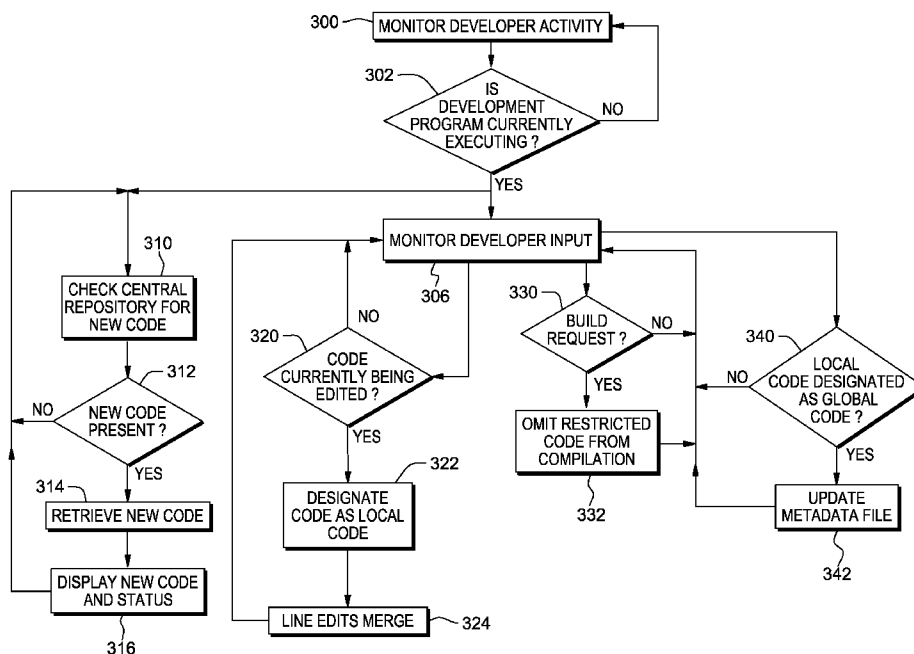 300
MONITOR DEVELOPER ACTIVITY
302
IS
DEVELOPMENT
PROGRAM CURRENTLY
EXECUTING ?
NO
YES
MONITOR DEVELOPER INPUT
306
310
CHECK CENTRAL
REPOSITORY FOR
NEW CODE
312
NEW CODE
PRESENT ?
NO
YES
314
RETRIEVE NEW CODE
DISPLAY NEW CODE
AND STATUS
316
320
NO
CODE
CURRENTLY BEING
EDITED ?
YES
322
DESIGNATE
CODE AS LOCAL
CODE
LINE EDITS MERGE
324
330
BUILD
REQUEST ?
NO
YES
OMIT RESTRICTED
CODE FROM
COMPILATION
332
340
LOCAL
CODE DESIGNATED
AS GLOBAL
CODE ?
NO
YES
UPDATE
METADATA FILE
342